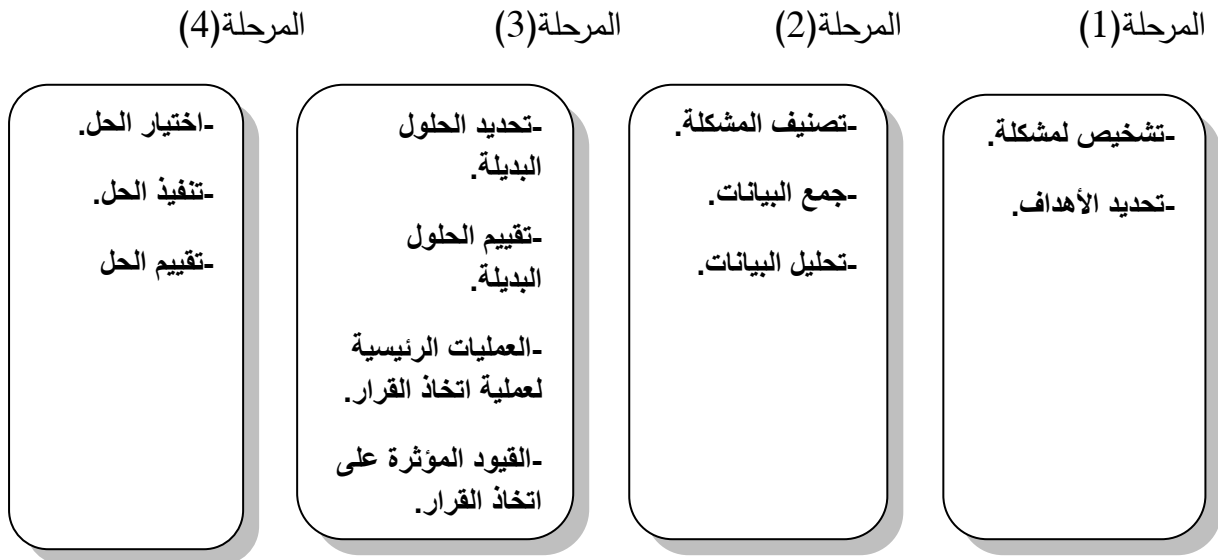 المرحلة(1)
المرحلة(2)
المرحلة(3)
المرحلة(4)
-تشخيص لمشكلة.
-تحديد الأهداف.
-تصنيف المشكلة.
-جمع البيانات.
-تحليل البيانات.
-تحديد الحلول
البديلة.
-تقييم الحلول
البديلة.
-العمليات الرئيسية
لعملية اتخاذ القرار.
-القيود المؤثرة على
اتخاذ القرار.
-اختيار الحل.
-تنفيذ الحل.
-تقييم الحل